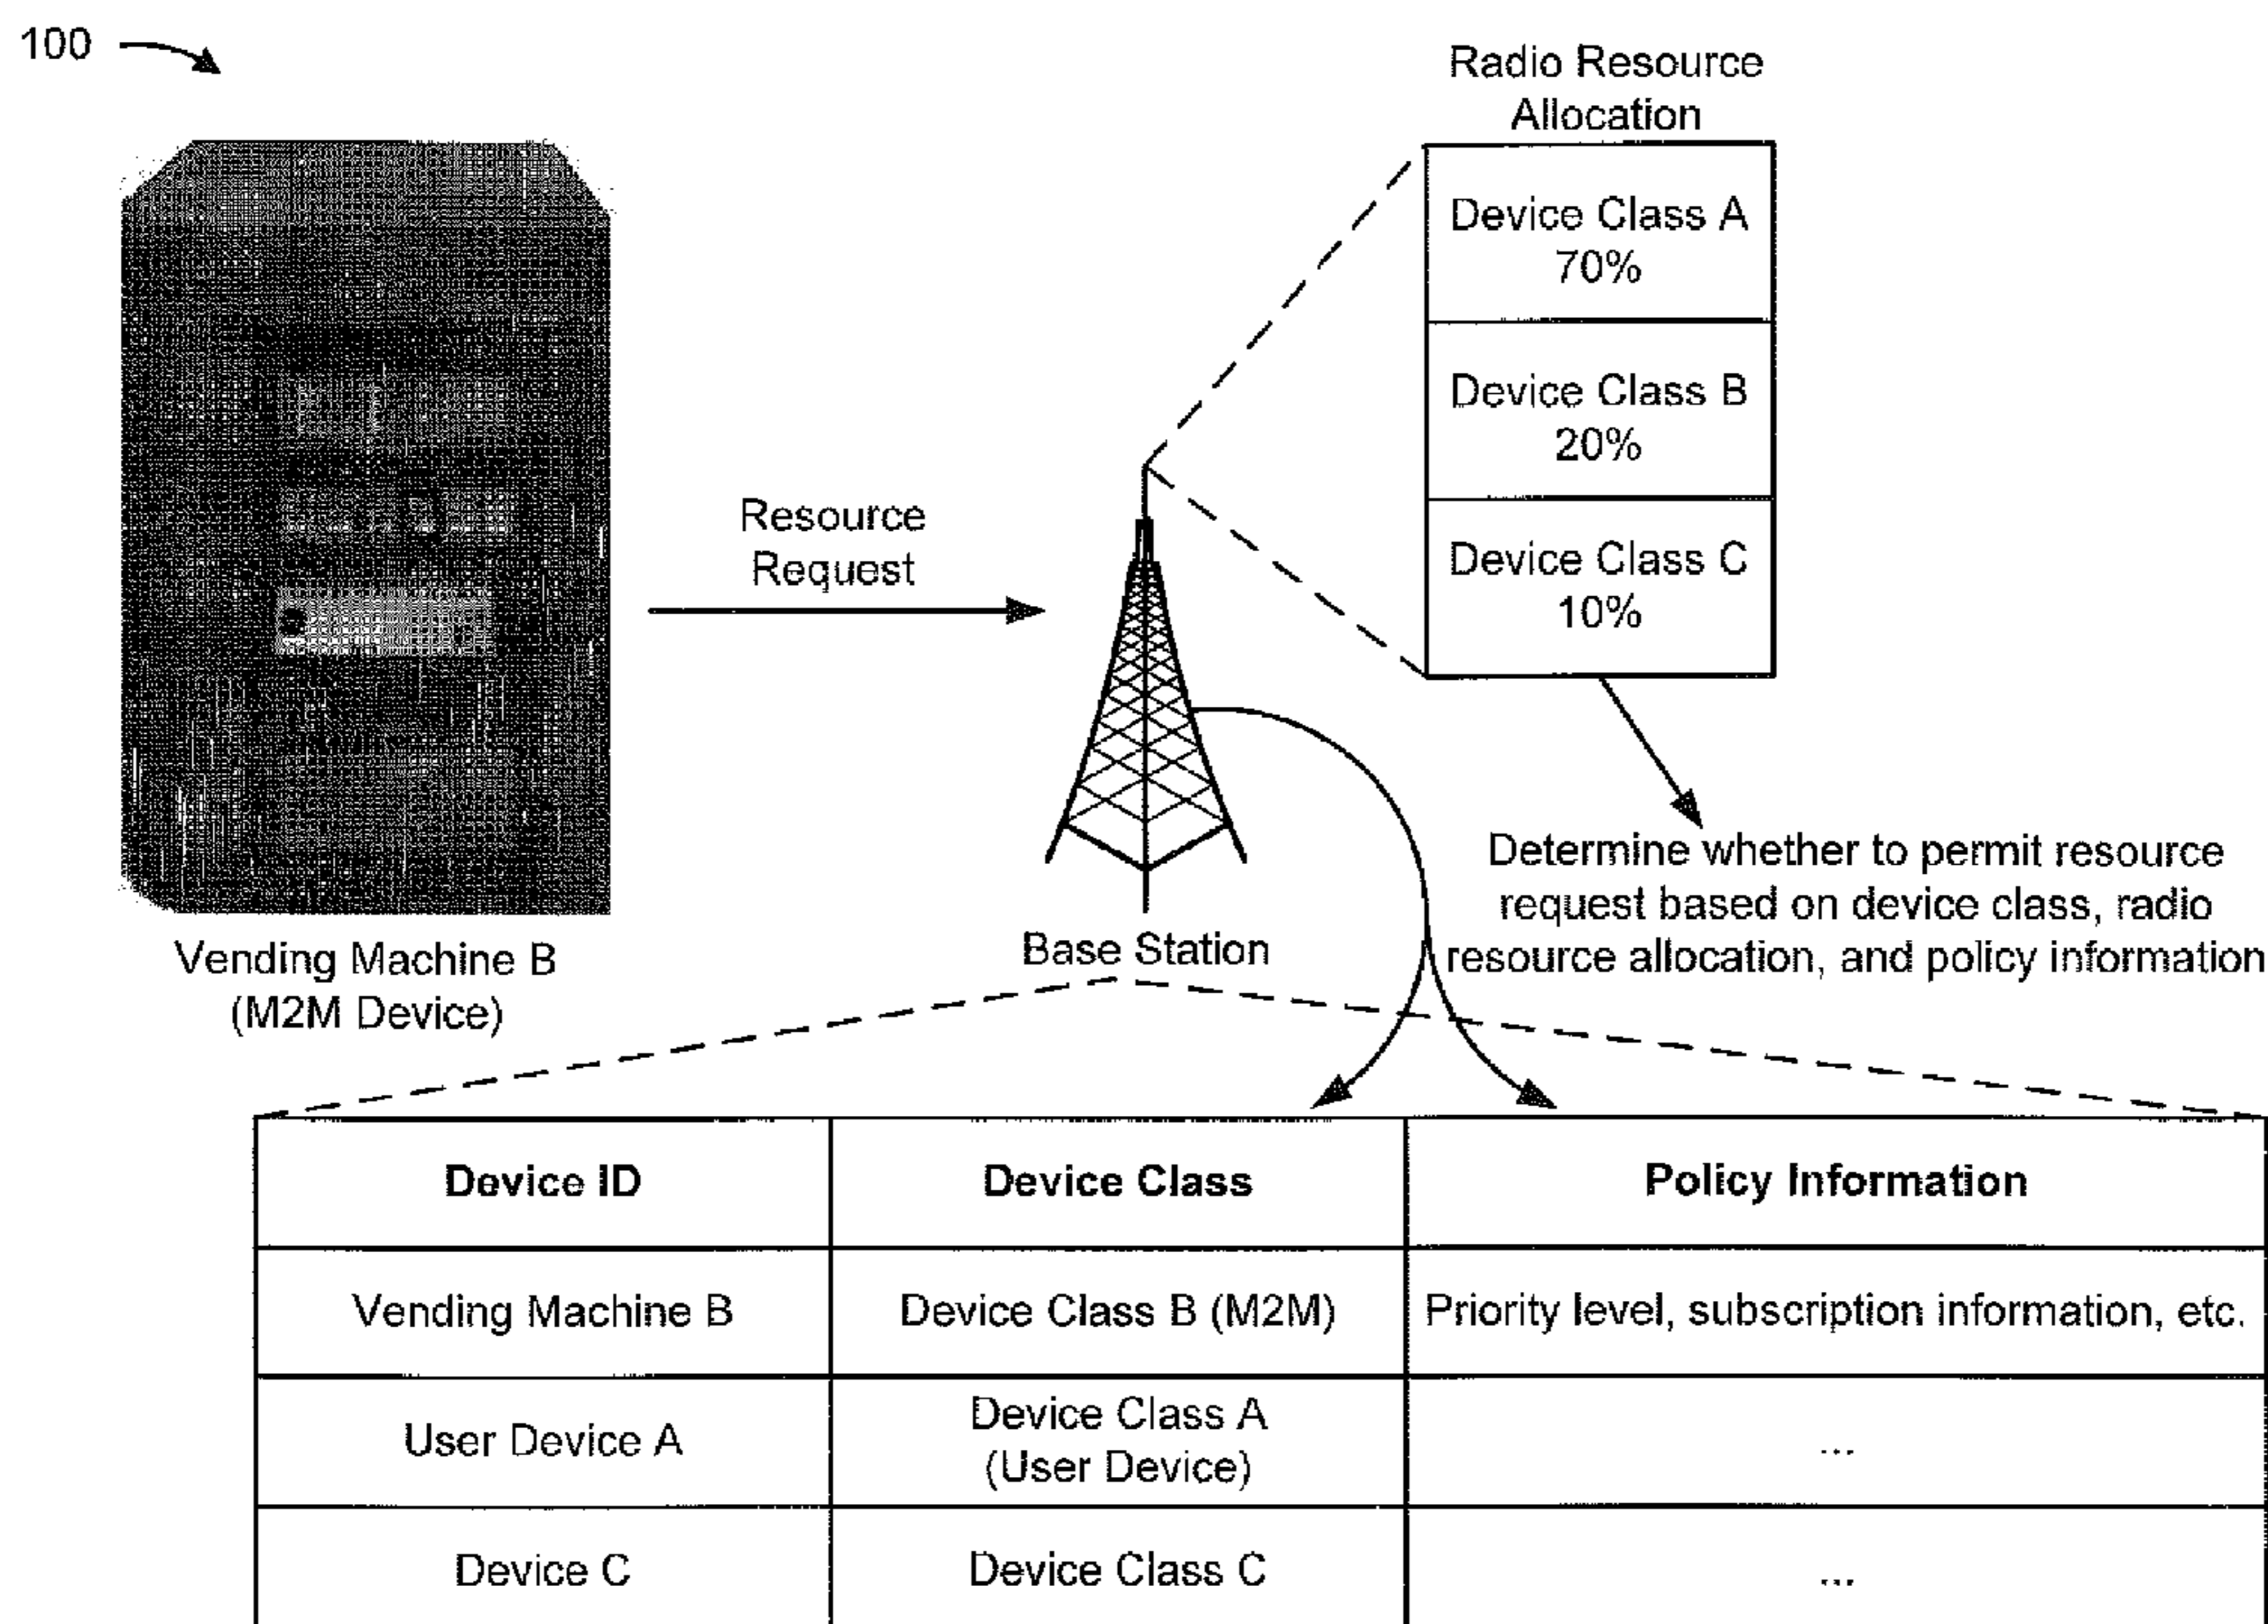 100
Radio Resource
Allocation
Device Class A
70%
Device Class B
20%
Device Class C
10%
Resource
Request
Vending Machine B
(M2M Device)
Base Station
Determine whether to permit resource
request based on device class, radio
resource allocation, and policy information
Device ID Device Class Policy Information
Vending Machine B Device Class B (M2M) Priority level, subscription information, etc.
User Device A Device Class A
(User Device) ...
Device C Device Class C ...